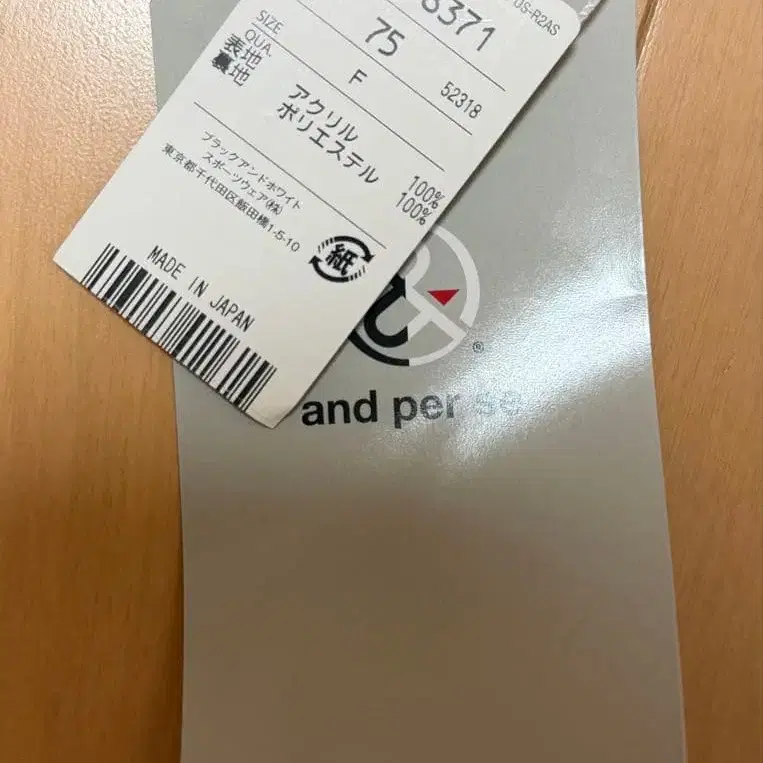 OS-R2AS
8371
75
SIZE
F
52318
QUA.
表地 アクリル 100%
裏地 ポリエステル 100%
ブラックアンドホワイト
スポーツウェア(株)
東京都千代田区飯田橋1-5-10
紙
MADE IN JAPAN
®
and per se